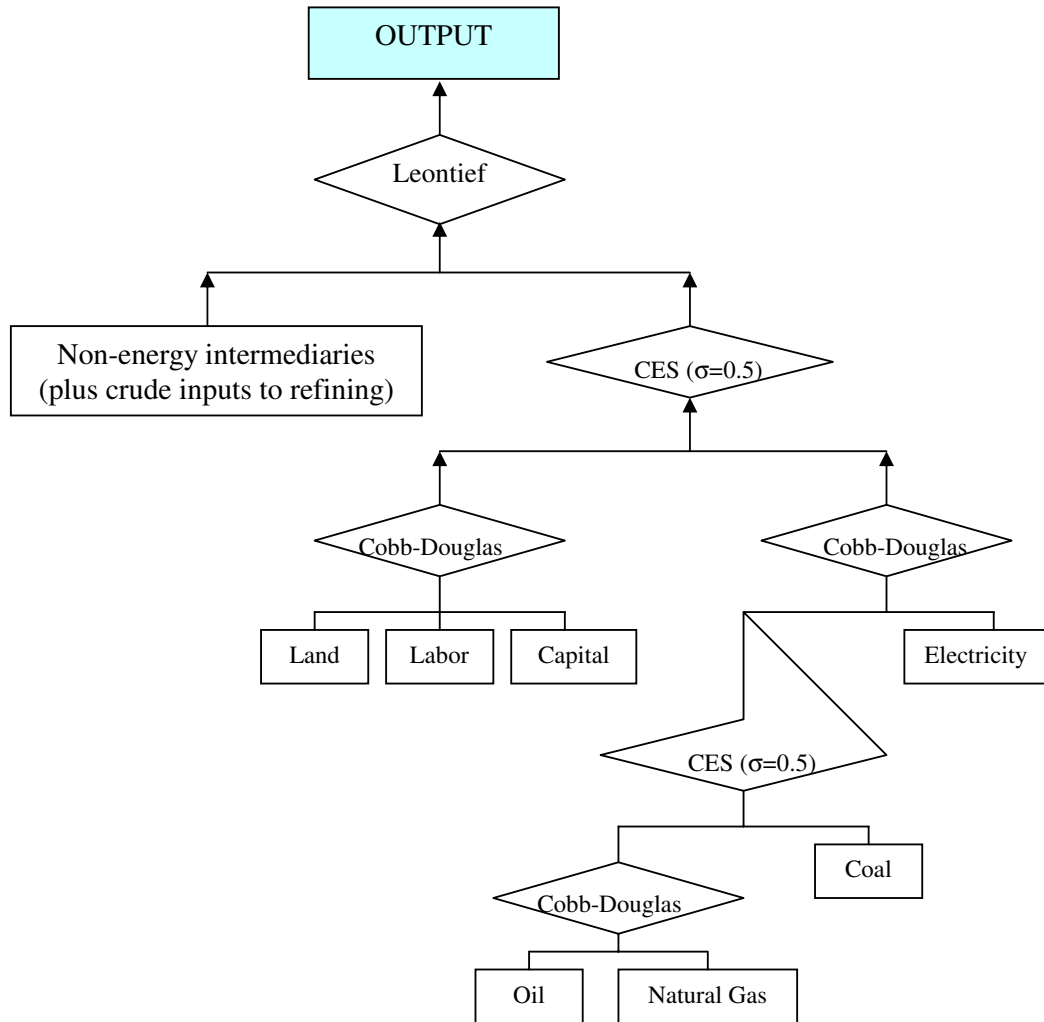 OUTPUT
Leontief
Non-energy intermediaries
(plus crude inputs to refining)
CES (σ=0.5)
Cobb-Douglas
Cobb-Douglas
Land
Labor
Capital
Electricity
CES (σ=0.5)
Coal
Cobb-Douglas
Oil
Natural Gas